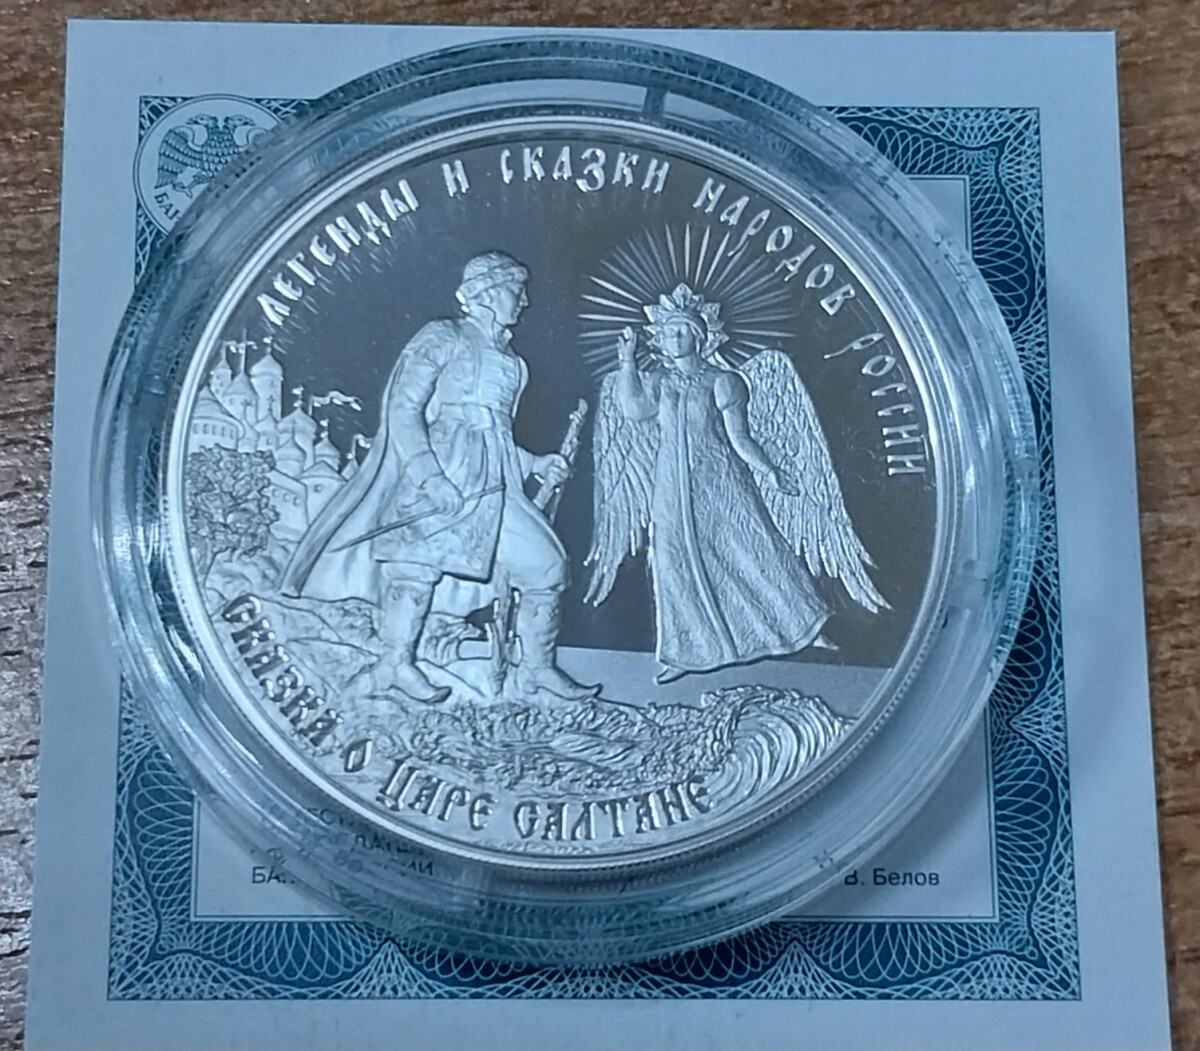 ЛЕГЕНДЫ И СКАЗКИ НАРОДОВ РОССИИ
СКАЗКА О ЦАРЕ САЛТАНЕ
В. Белов